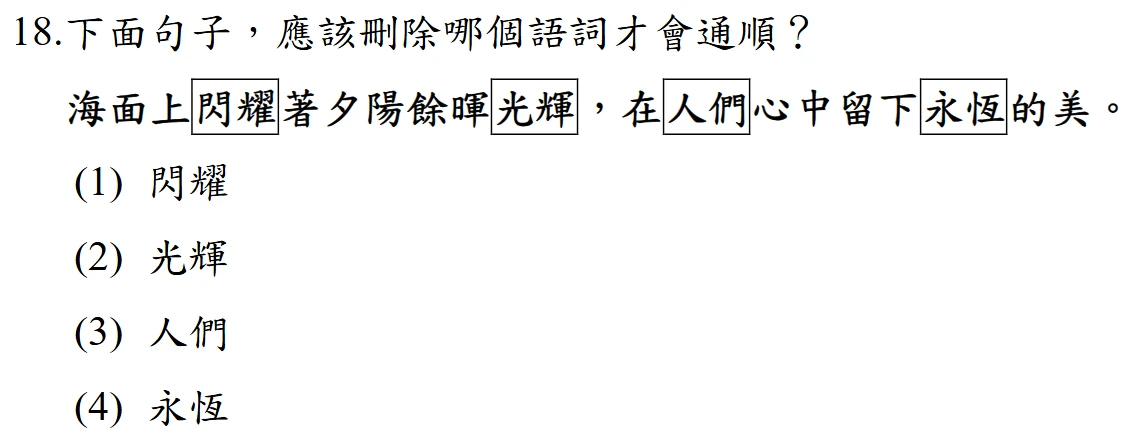 18.下面句子，應該刪除哪個語詞才會通順？
海面上閃耀著夕陽餘暉光輝，在人們心中留下永恆的美。
(1) 閃耀
(2) 光輝
(3) 人們
(4) 永恆